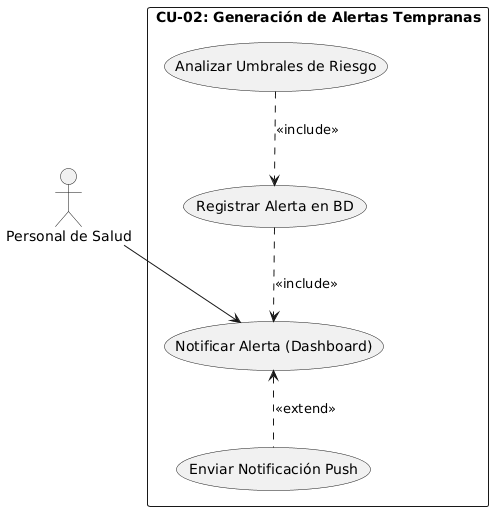 CU-02: Generación de Alertas Tempranas
Analizar Umbrales de Riesgo
«include»
Registrar Alerta en BD
Personal de Salud
«include»
Notificar Alerta (Dashboard)
«extend»
Enviar Notificación Push